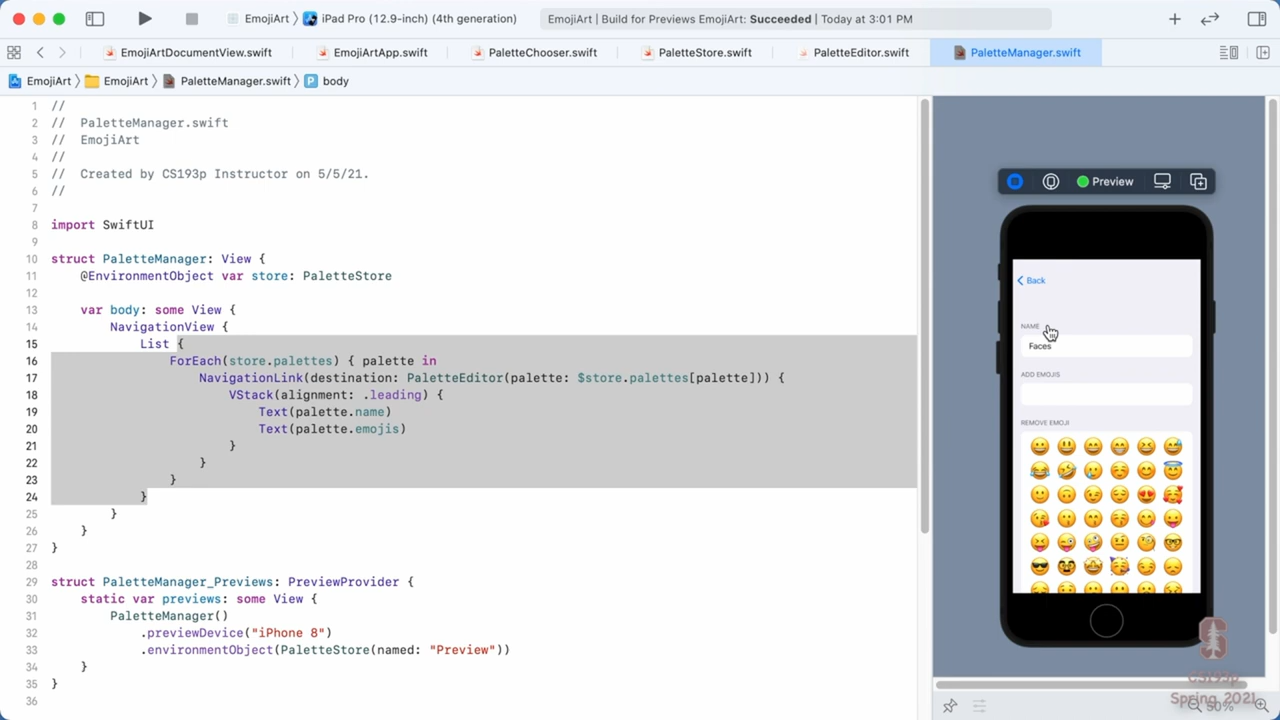 EmojiArt 〉 iPad Pro (12.9-inch) (4th generation)
EmojiArt | Build for Previews EmojiArt: Succeeded | Today at 3:01 PM
EmojiArtDocumentView.swift
EmojiArtApp.swift
PaletteChooser.swift
PaletteStore.swift
PaletteEditor.swift
PaletteManager.swift
EmojiArt 〉 EmojiArt 〉 PaletteManager.swift 〉 P body
1 //
2 //  PaletteManager.swift
3 //  EmojiArt
4 //
5 //  Created by CS193p Instructor on 5/5/21.
6 //
7
8 import SwiftUI
9
10 struct PaletteManager: View {
11     @EnvironmentObject var store: PaletteStore
12
13     var body: some View {
14         NavigationView {
15             List {
16                 ForEach(store.palettes) { palette in
17                     NavigationLink(destination: PaletteEditor(palette: $store.palettes[palette])) {
18                         VStack(alignment: .leading) {
19                             Text(palette.name)
20                             Text(palette.emojis)
21                         }
22                     }
23                 }
24             }
25         }
26     }
27 }
28
29 struct PaletteManager_Previews: PreviewProvider {
30     static var previews: some View {
31         PaletteManager()
32             .previewDevice("iPhone 8")
33             .environmentObject(PaletteStore(named: "Preview"))
34     }
35 }
36
Preview
Back
NAME
Faces
ADD EMOJIS
REMOVE EMOJI
CS193p
Spring 2021
50%